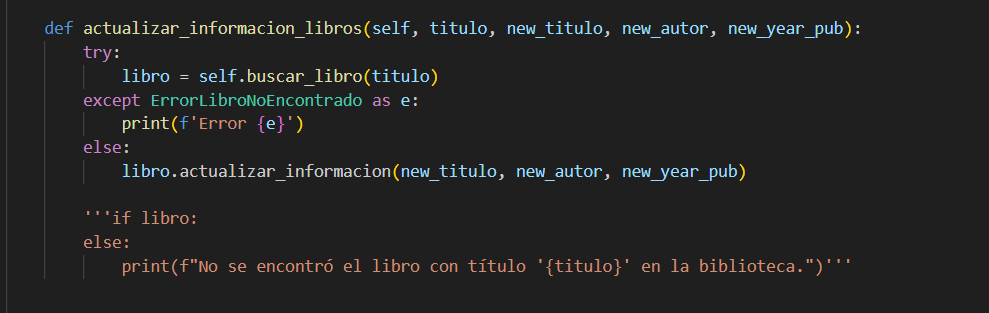 def actualizar_informacion_libros(self, titulo, new_titulo, new_autor, new_year_pub):
try:
libro = self.buscar_libro(titulo)
except ErrorLibroNoEncontrado as e:
print(f'Error {e}')
else:
libro.actualizar_informacion(new_titulo, new_autor, new_year_pub)
'''if libro:
else:
print(f"No se encontró el libro con título '{titulo}' en la biblioteca.")'''